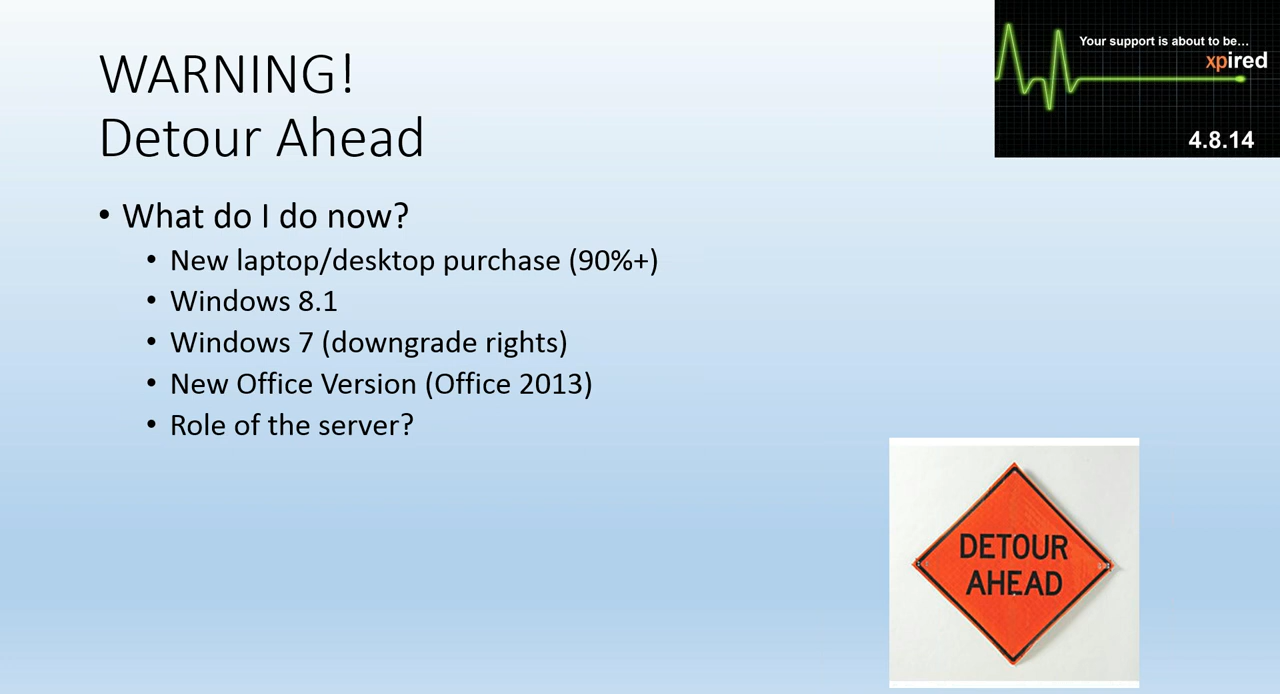 WARNING!
Detour Ahead
• What do I do now?
• New laptop/desktop purchase (90%+)
• Windows 8.1
• Windows 7 (downgrade rights)
• New Office Version (Office 2013)
• Role of the server?
Your support is about to be...
xpired
4.8.14
DETOUR
AHEAD